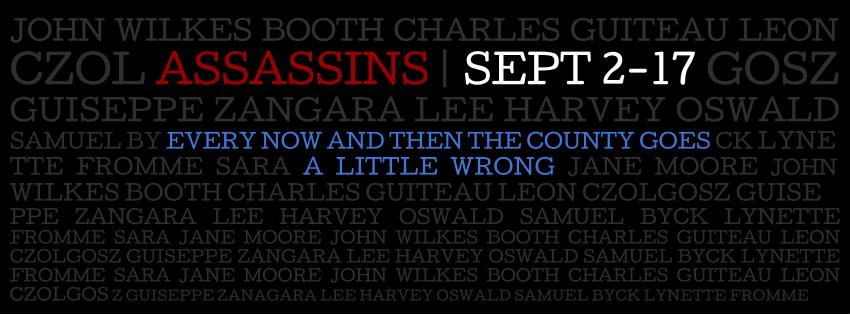 JOHN WILKES BOOTH CHARLES GUITEAU LEON
CZOL ASSASSINS | SEPT 2-17 GOSZ
GUISEPPE ZANGARA LEE HARVEY OSWALD
SAMUEL BY EVERY NOW AND THEN THE COUNTY GOES CK LYNE
TTE FROMME SARA A LITTLE WRONG JANE MOORE JOHN
WILKES BOOTH CHARLES GUITEAU LEON CZOLGOSZ GUISE
PPE ZANGARA LEE HARVEY OSWALD SAMUEL BYCK LYNETTE
FROMME SARA JANE MOORE JOHN WILKES BOOTH CHARLES GUITEAU LEON
CZOLGOSZ GUISEPPE ZANGARA LEE HARVEY OSWALD SAMUEL BYCK LYNETTE
FROMME SARA JANE MOORE JOHN WILKES BOOTH CHARLES GUITEAU LEON
CZOLGOS Z GUISEPPE ZANAGARA LEE HARVEY OSWALD SAMUEL BYCK LYNETTE FROMME